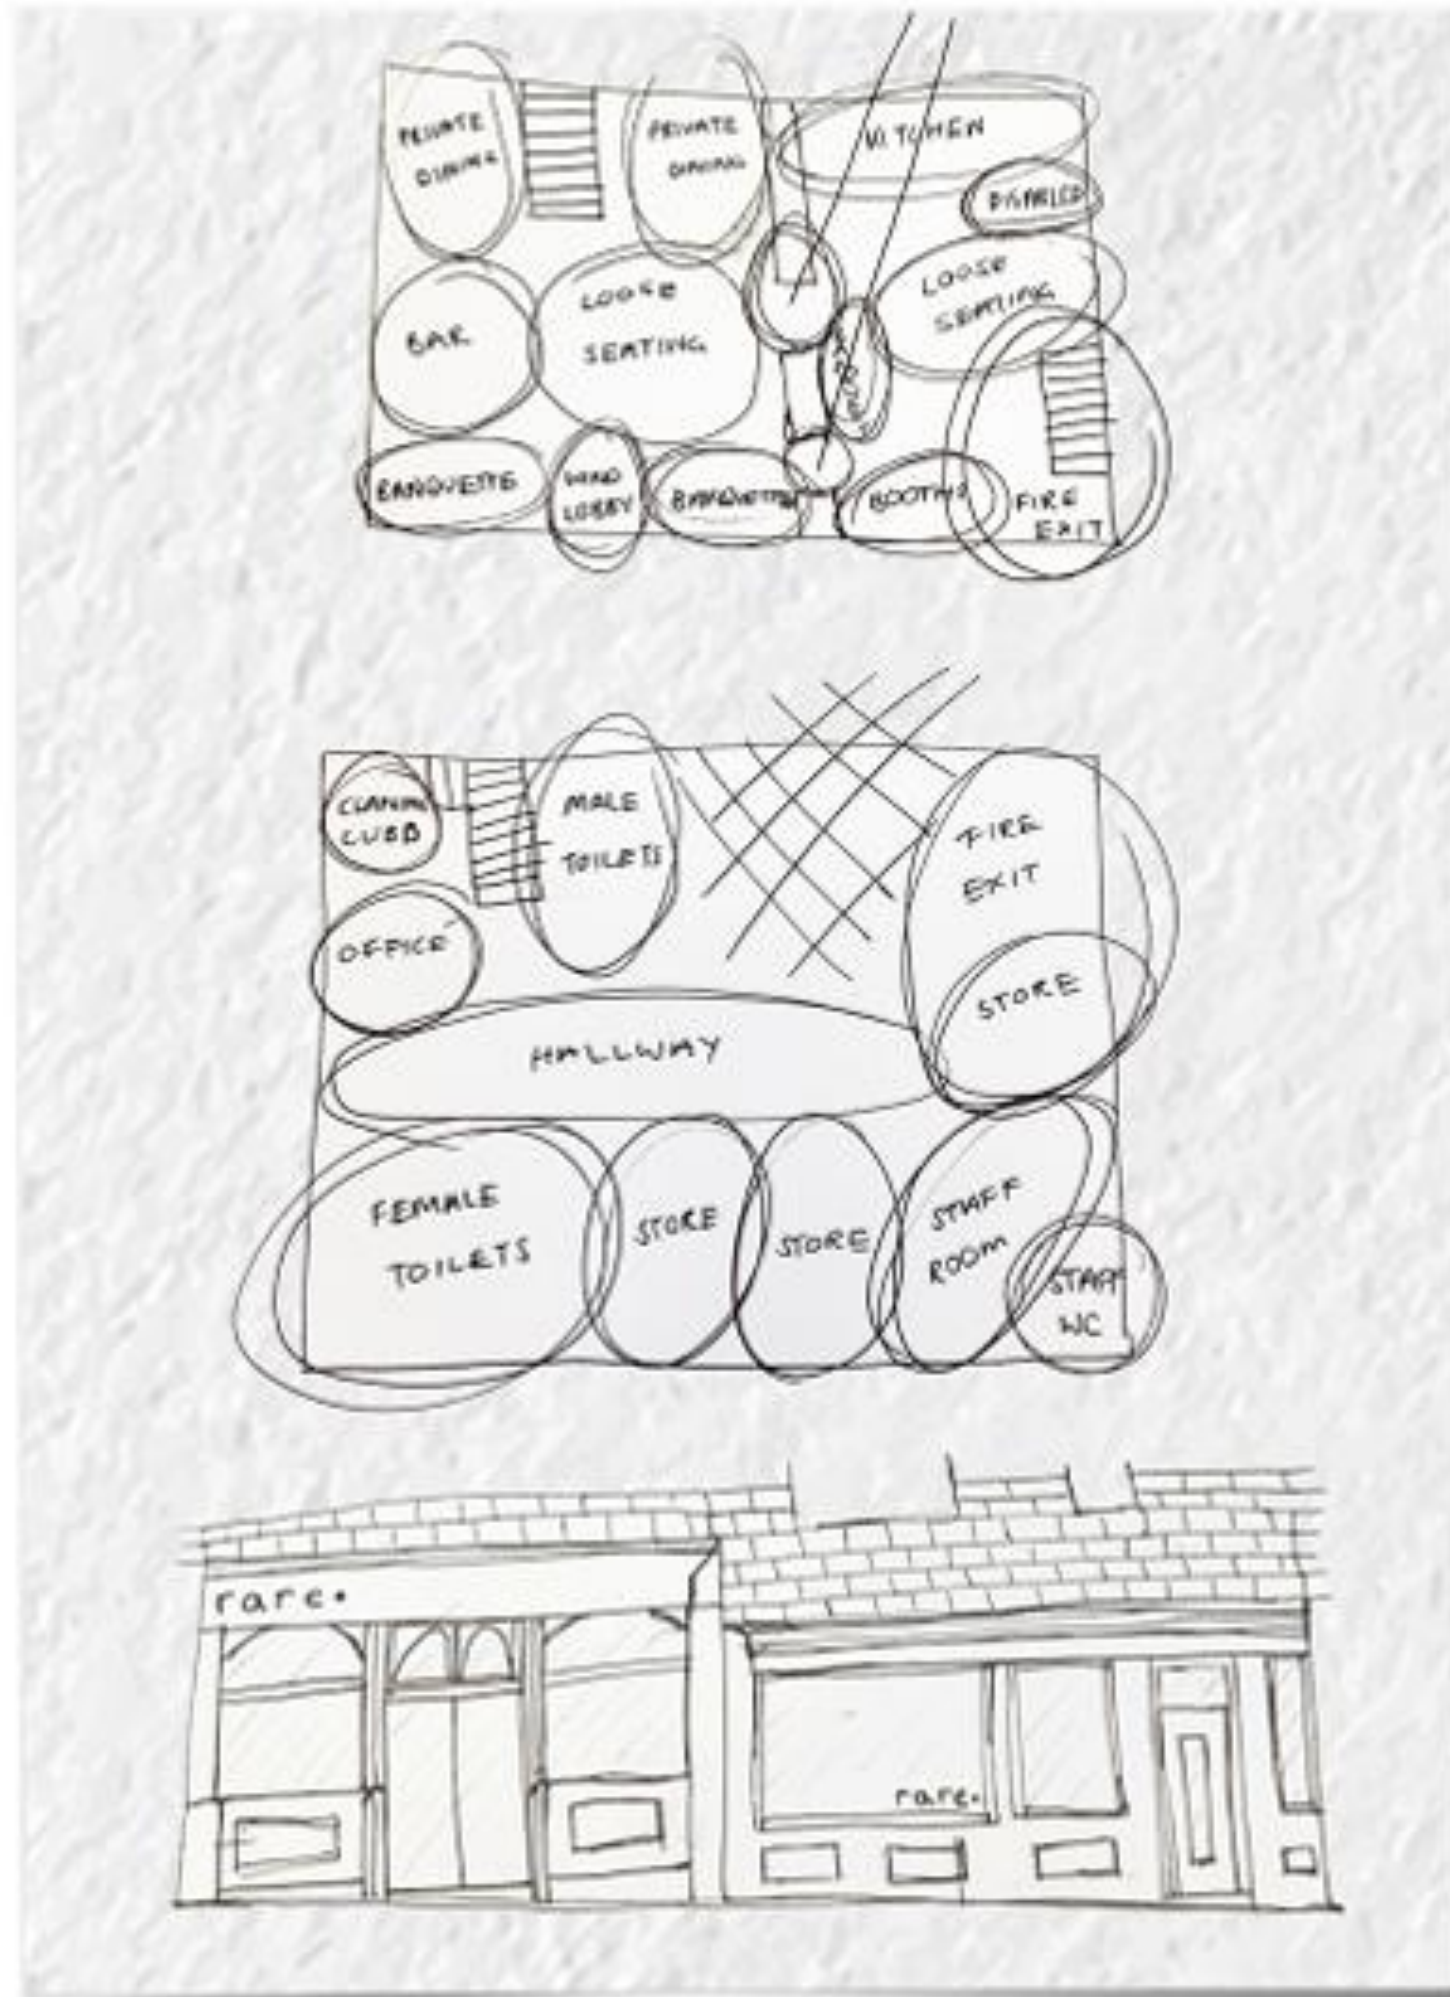 PRIVATE
DINING
PRIVATE
DINING
KITCHEN
DISABLED
BAR
LOOSE
SEATING
LOOSE
SEATING
BANQUETTE
WIND
LOBBY
BANQUETTE
BOOTHS
FIRE
EXIT
CUBB
MALE
TOILETS
FIRE
EXIT
OFFICE
STORE
HALLWAY
FEMALE
TOILETS
STORE
STORE
STAFF
ROOM
STAFF
WC
rare.
rare.